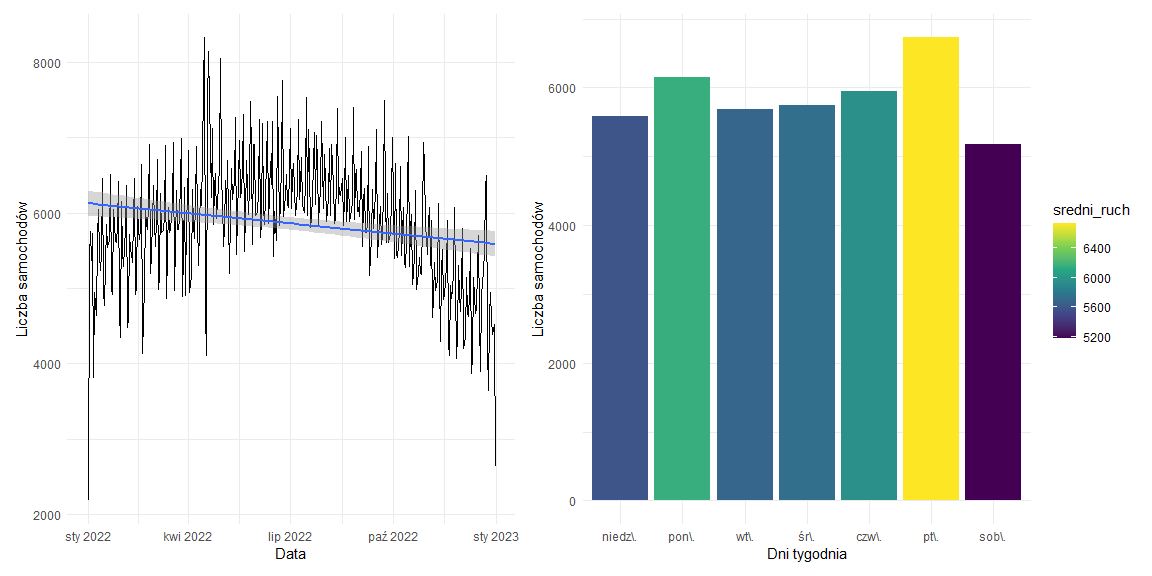 Liczba samochodów
8000
6000
4000
2000
sty 2022
kwi 2022
lip 2022
paź 2022
sty 2023
Data
Liczba samochodów
6000
4000
2000
0
niedz\.
pon\.
wt\.
śr\.
czw\.
pt\.
sob\.
Dni tygodnia
sredni_ruch
6400
6000
5600
5200